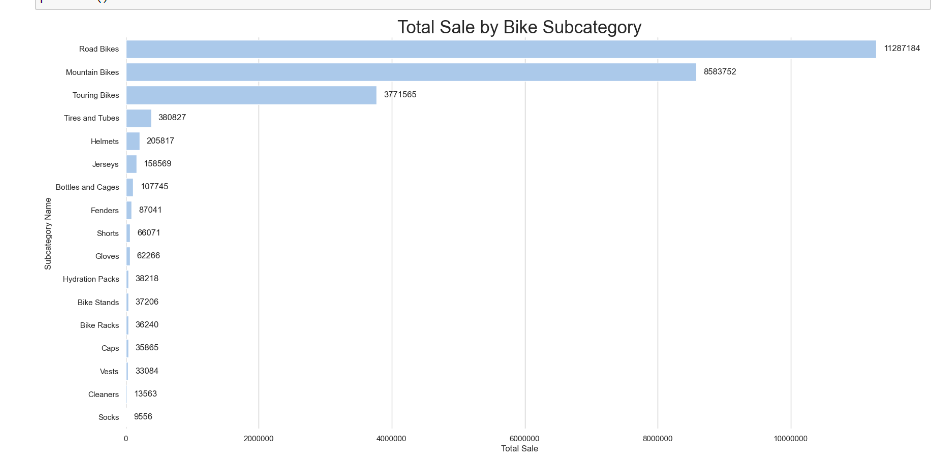 Total Sale by Bike Subcategory
Road Bikes 11287184
Mountain Bikes 8583752
Touring Bikes 3771565
Tires and Tubes 380827
Helmets 205817
Jerseys 158569
Bottles and Cages 107745
Fenders 87041
Shorts 66071
Gloves 62266
Hydration Packs 38218
Bike Stands 37206
Bike Racks 36240
Caps 35865
Vests 33084
Cleaners 13563
Socks 9556
Subcategory Name
0 2000000 4000000 6000000 8000000 10000000
Total Sale